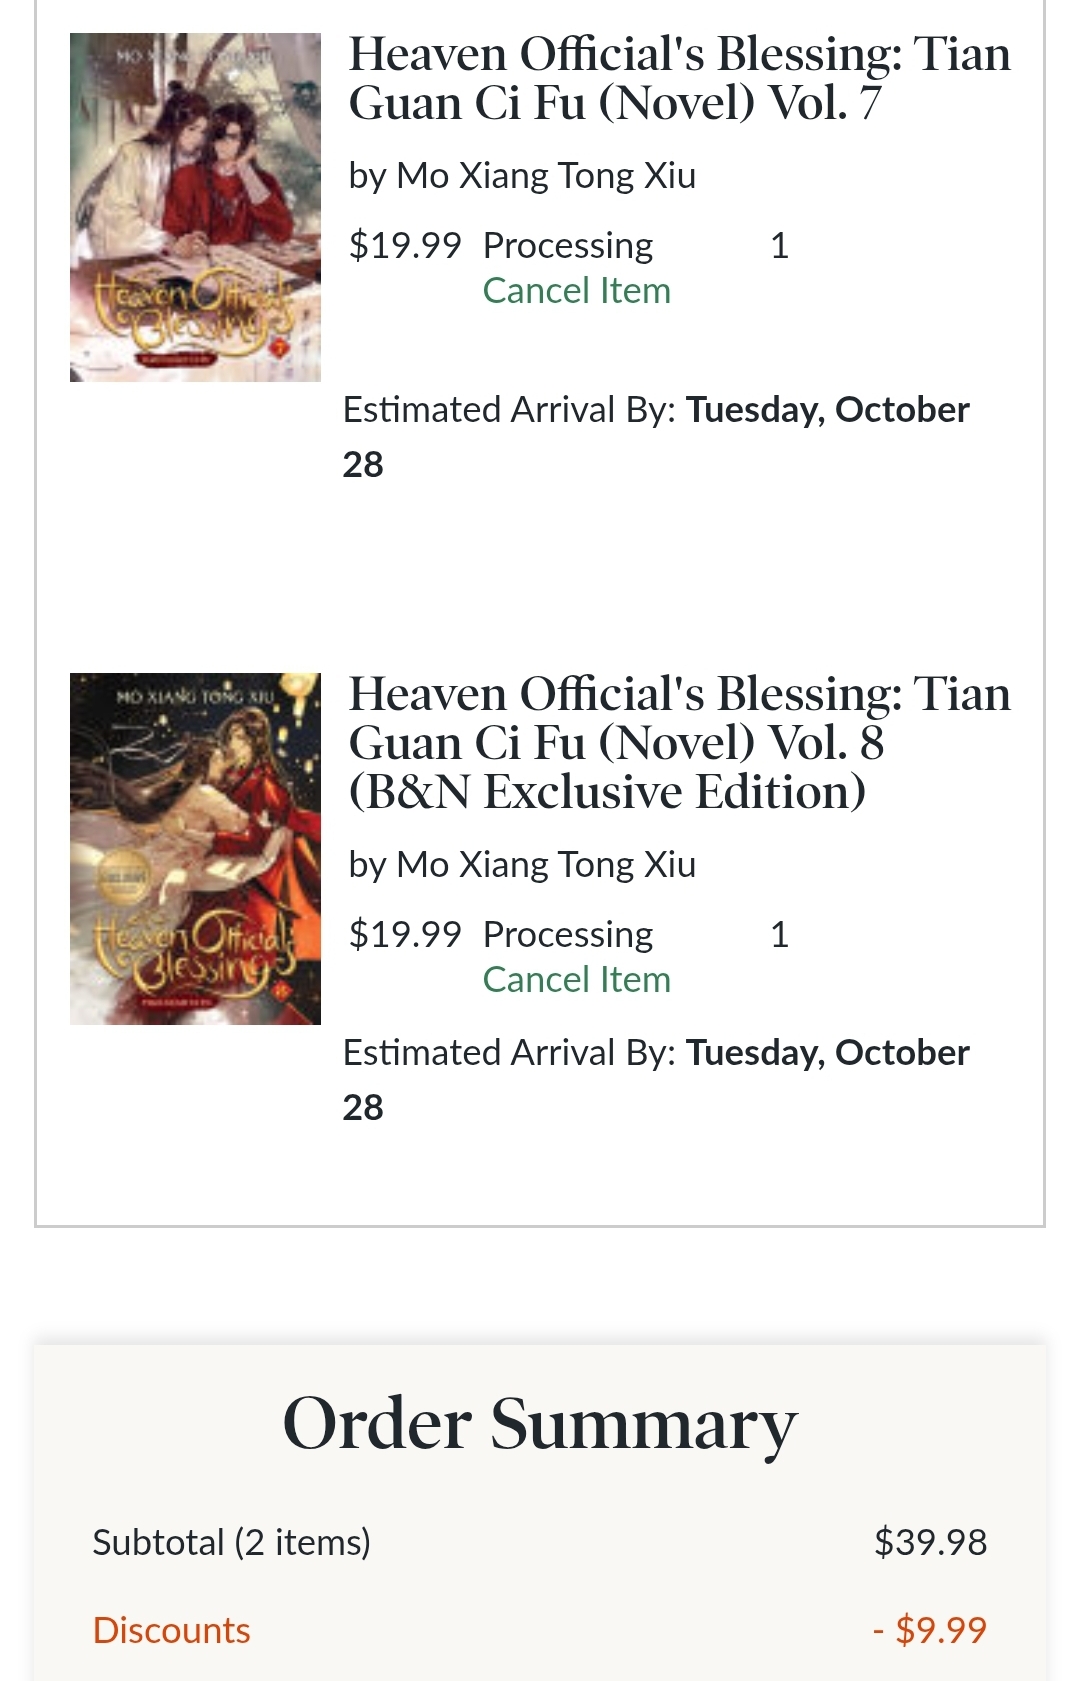 MO XIANG TONG XIU
Heaven Official's
Blessing
7
Heaven Official's Blessing: Tian
Guan Ci Fu (Novel) Vol. 7
by Mo Xiang Tong Xiu
$19.99 Processing 1
Cancel Item
Estimated Arrival By: Tuesday, October
28
MO XIANG TONG XIU
Heaven Official's
Blessing
Heaven Official's Blessing: Tian
Guan Ci Fu (Novel) Vol. 8
(B&N Exclusive Edition)
by Mo Xiang Tong Xiu
$19.99 Processing 1
Cancel Item
Estimated Arrival By: Tuesday, October
28
Order Summary
Subtotal (2 items) $39.98
Discounts - $9.99